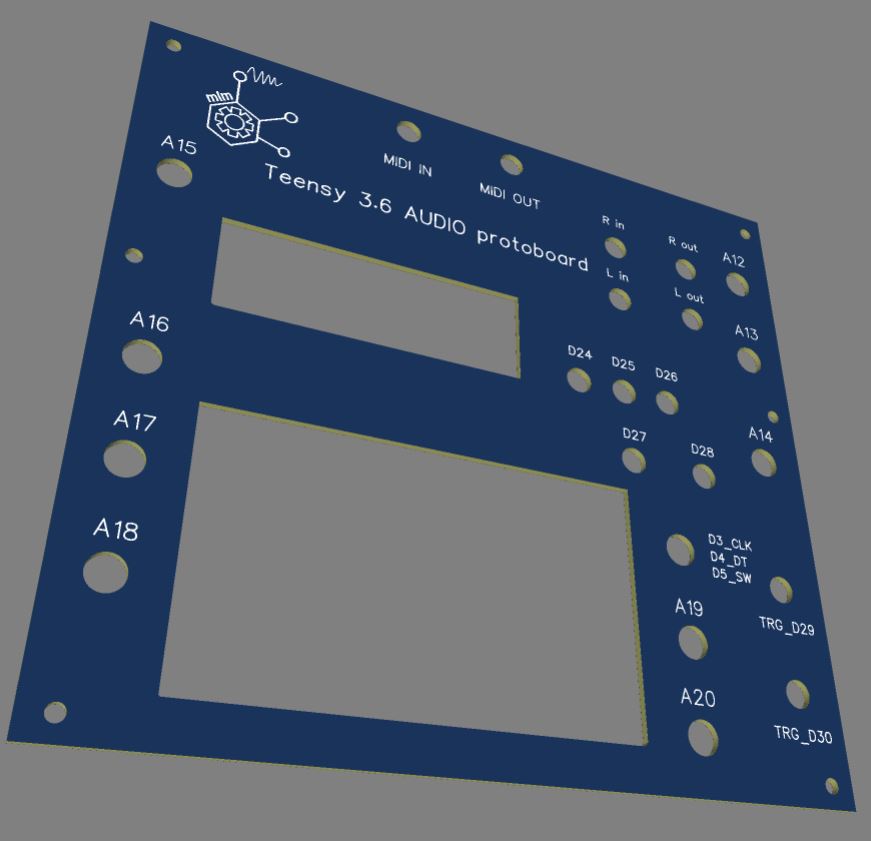 mlm
A15
MIDI IN
MIDI OUT
Teensy 3.6 AUDIO protoboard
R in
R out
A12
L in
L out
A16
A13
D24
D25
D26
A17
D27
D28
A14
A18
D3_CLK
D4_DT
D5_SW
A19
TRG_D29
A20
TRG_D30